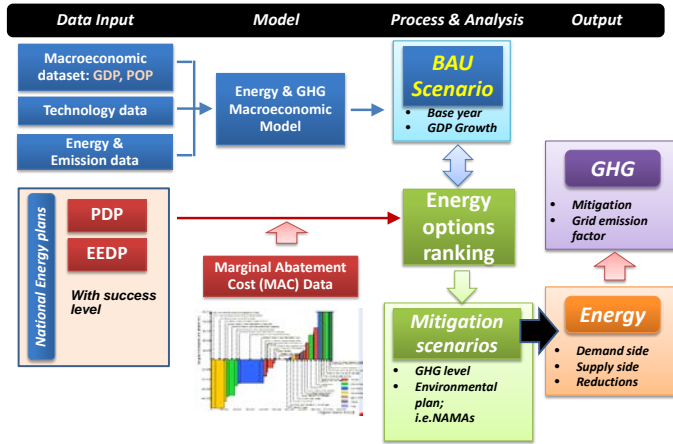 Data Input
Model
Process & Analysis
Output
Macroeconomic
dataset: GDP, POP
Technology data
Energy &
Emission data
Energy & GHG
Macroeconomic
Model
BAU
Scenario
• Base year
• GDP Growth
National Energy plans
PDP
EEDP
With success
level
Marginal Abatement
Cost (MAC) Data
Energy
options
ranking
Mitigation
scenarios
• GHG level
• Environmental
plan;
i.e.NAMAs
GHG
• Mitigation
• Grid emission
factor
Energy
• Demand side
• Supply side
• Reductions